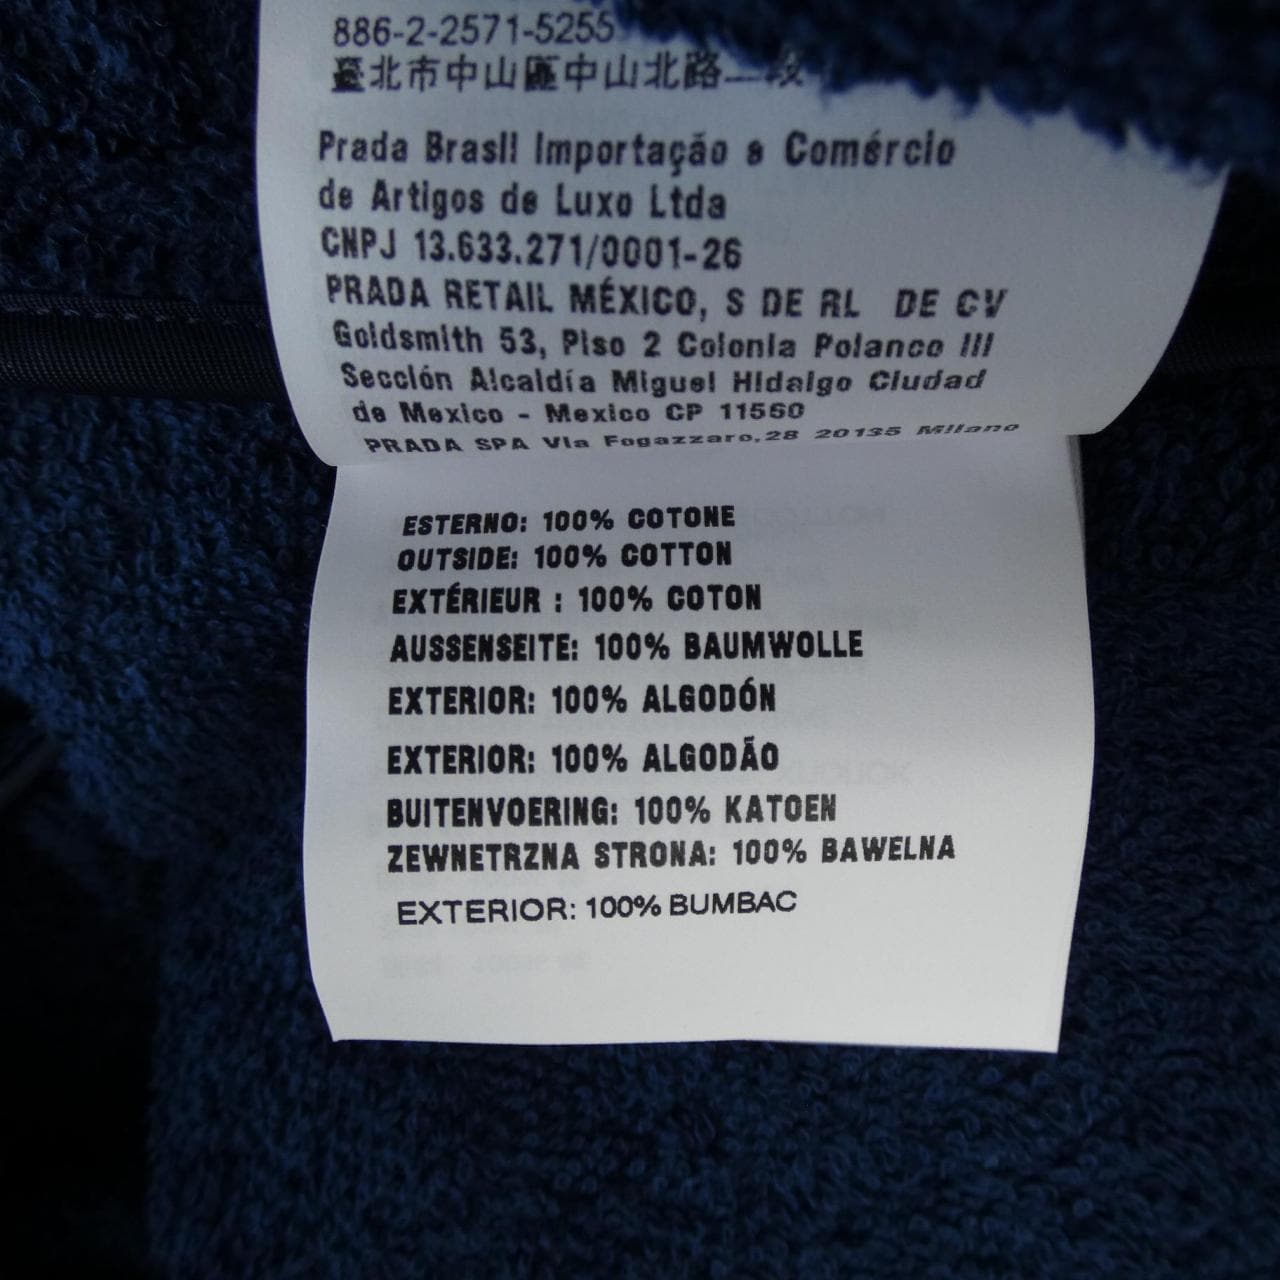 886-2-2571-5255
臺北市中山區中山北路二段
Prada Brasil Importação e Comércio
de Artigos de Luxo Ltda
CNPJ 13.633.271/0001-26
PRADA RETAIL MÉXICO, S DE RL DE CV
Goldsmith 53, Piso 2 Colonia Polanco III
Sección Alcaldía Miguel Hidalgo Ciudad
de Mexico - Mexico CP 11560
PRADA SPA Via Fogazzaro,28 20135 Milano
ESTERNO: 100% COTONE
OUTSIDE: 100% COTTON
EXTÉRIEUR : 100% COTON
AUSSENSEITE: 100% BAUMWOLLE
EXTERIOR: 100% ALGODÓN
EXTERIOR: 100% ALGODÃO
BUITENVOERING: 100% KATOEN
ZEWNETRZNA STRONA: 100% BAWELNA
EXTERIOR: 100% BUMBAC